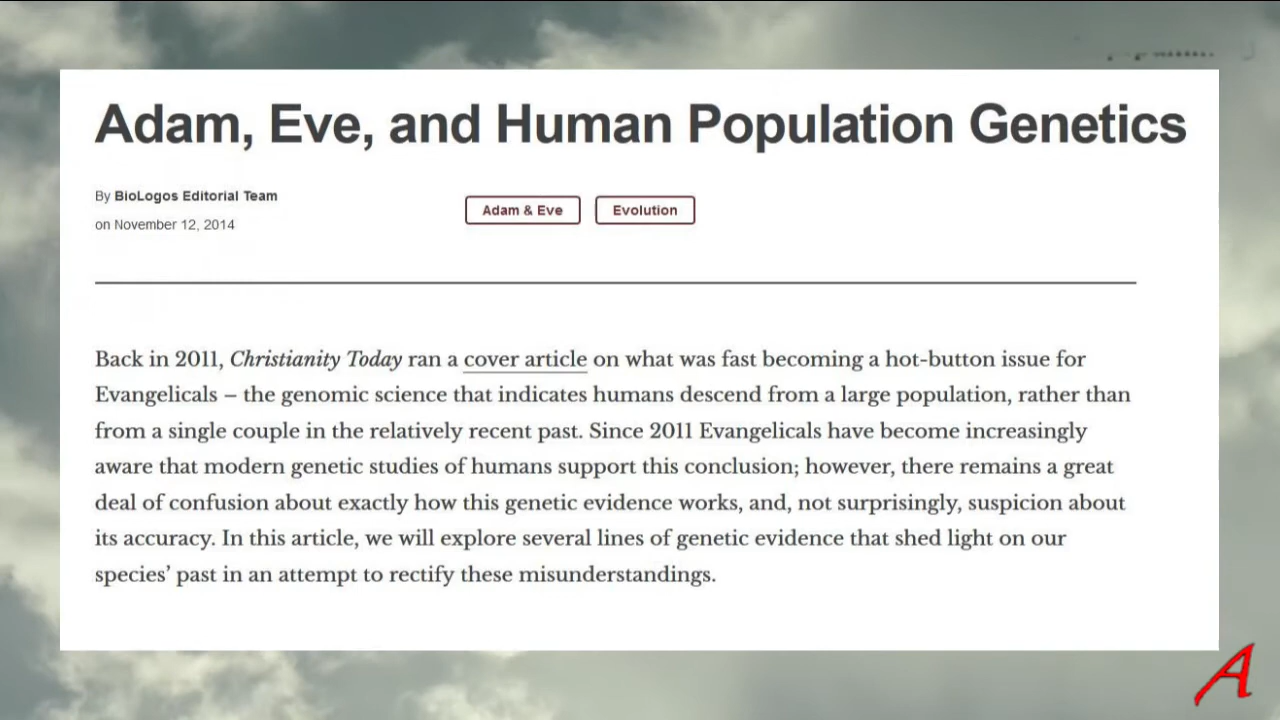 Adam, Eve, and Human Population Genetics
By BioLogos Editorial Team
on November 12, 2014
Adam & Eve
Evolution
Back in 2011, Christianity Today ran a cover article on what was fast becoming a hot-button issue for
Evangelicals – the genomic science that indicates humans descend from a large population, rather than
from a single couple in the relatively recent past. Since 2011 Evangelicals have become increasingly
aware that modern genetic studies of humans support this conclusion; however, there remains a great
deal of confusion about exactly how this genetic evidence works, and, not surprisingly, suspicion about
its accuracy. In this article, we will explore several lines of genetic evidence that shed light on our
species’ past in an attempt to rectify these misunderstandings.
A